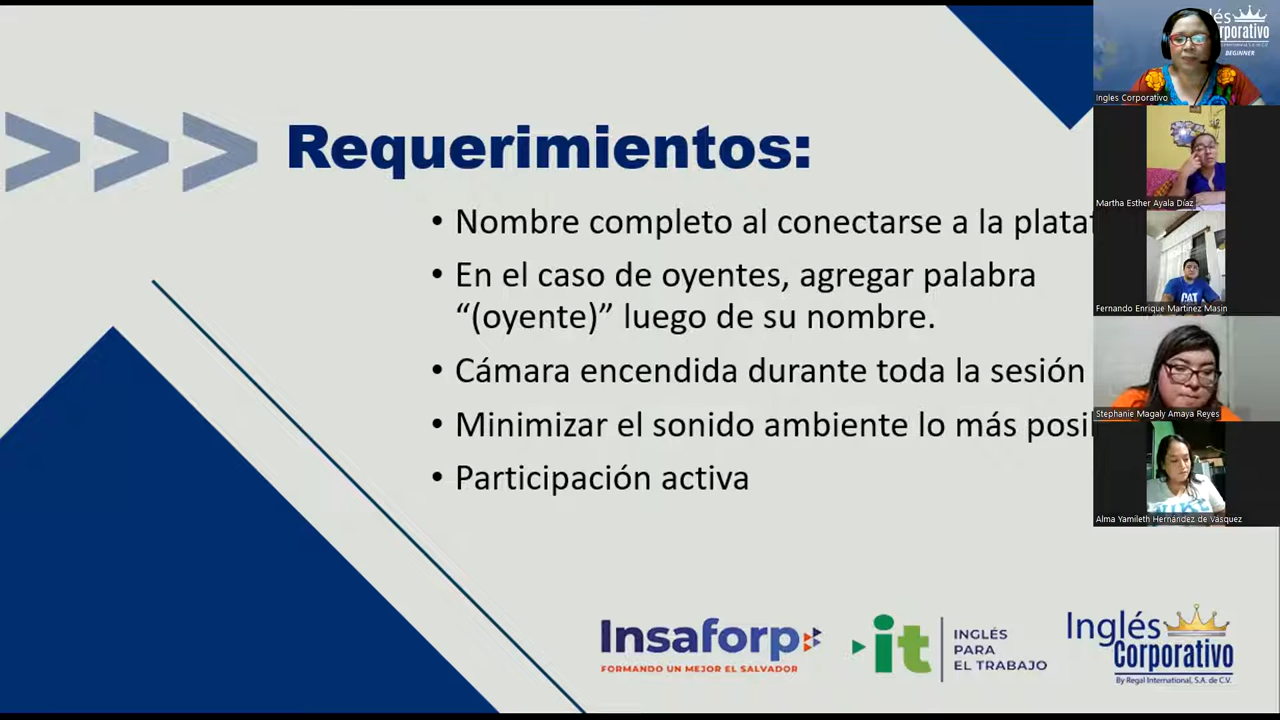 Requerimientos:
• Nombre completo al conectarse a la plata
• En el caso de oyentes, agregar palabra
“(oyente)” luego de su nombre.
• Cámara encendida durante toda la sesión
• Minimizar el sonido ambiente lo más posi
• Participación activa
Insaforp
FORMANDO UN MEJOR EL SALVADOR
it
INGLÉS
PARA
EL TRABAJO
Inglés
Corporativo
By Regal International, S.A. de C.V.
BEGINNER
Ingles Corporativo
Martha Esther Ayala Díaz
CAT
Fernando Enrique Martinez Masin
Stephanie Magaly Amaya Reyes
Alma Yamileth Hernández de Vásquez